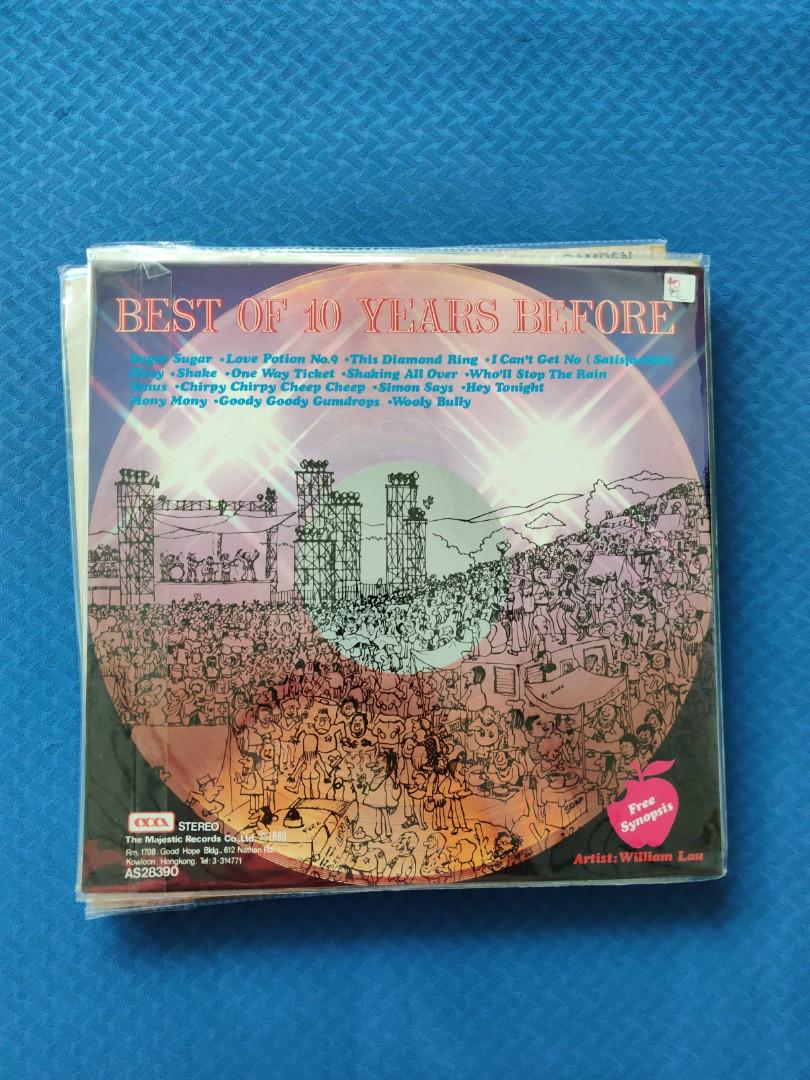 CAMDEN
BEST OF 10 YEARS BEFORE
Sugar Sugar •Love Potion No.9 •This Diamond Ring •I Can't Get No (Satisfaction)
•Shake •One Way Ticket •Shaking All Over •Who'll Stop The Rain
Venus •Chirpy Chirpy Cheep Cheep •Simon Says •Hey Tonight
Mony Mony •Goody Goody Gumdrops •Wooly Bully
Free
Synopsis
Artist: William Lau
STEREO
The Majestic Records Co., Ltd. ℗1980
Rm. 1708. Good Hope Bldg., 612 Nathan Rd.
Kowloon, Hongkong. Tel: 3-314771
AS28390